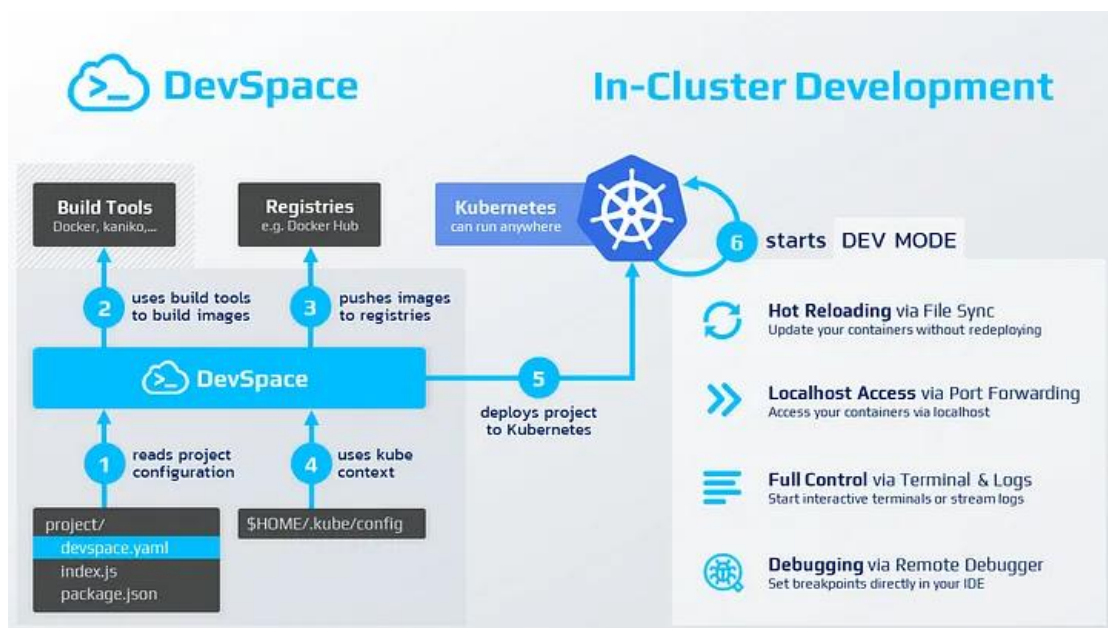 DevSpace
In-Cluster Development
Build Tools
Docker, kaniko,...
Registries
e.g. Docker Hub
Kubernetes
can run anywhere
6 starts DEV MODE
2 uses build tools
to build images
3 pushes images
to registries
Hot Reloading via File Sync
Update your containers without redeploying
>_ DevSpace
5
deploys project
to Kubernetes
Localhost Access via Port Forwarding
Access your containers via localhost
1 reads project
configuration
4 uses kube
context
Full Control via Terminal & Logs
Start interactive terminals or stream logs
project/
devspace.yaml
index.js
package.json
$HOME/.kube/config
Debugging via Remote Debugger
Set breakpoints directly in your IDE